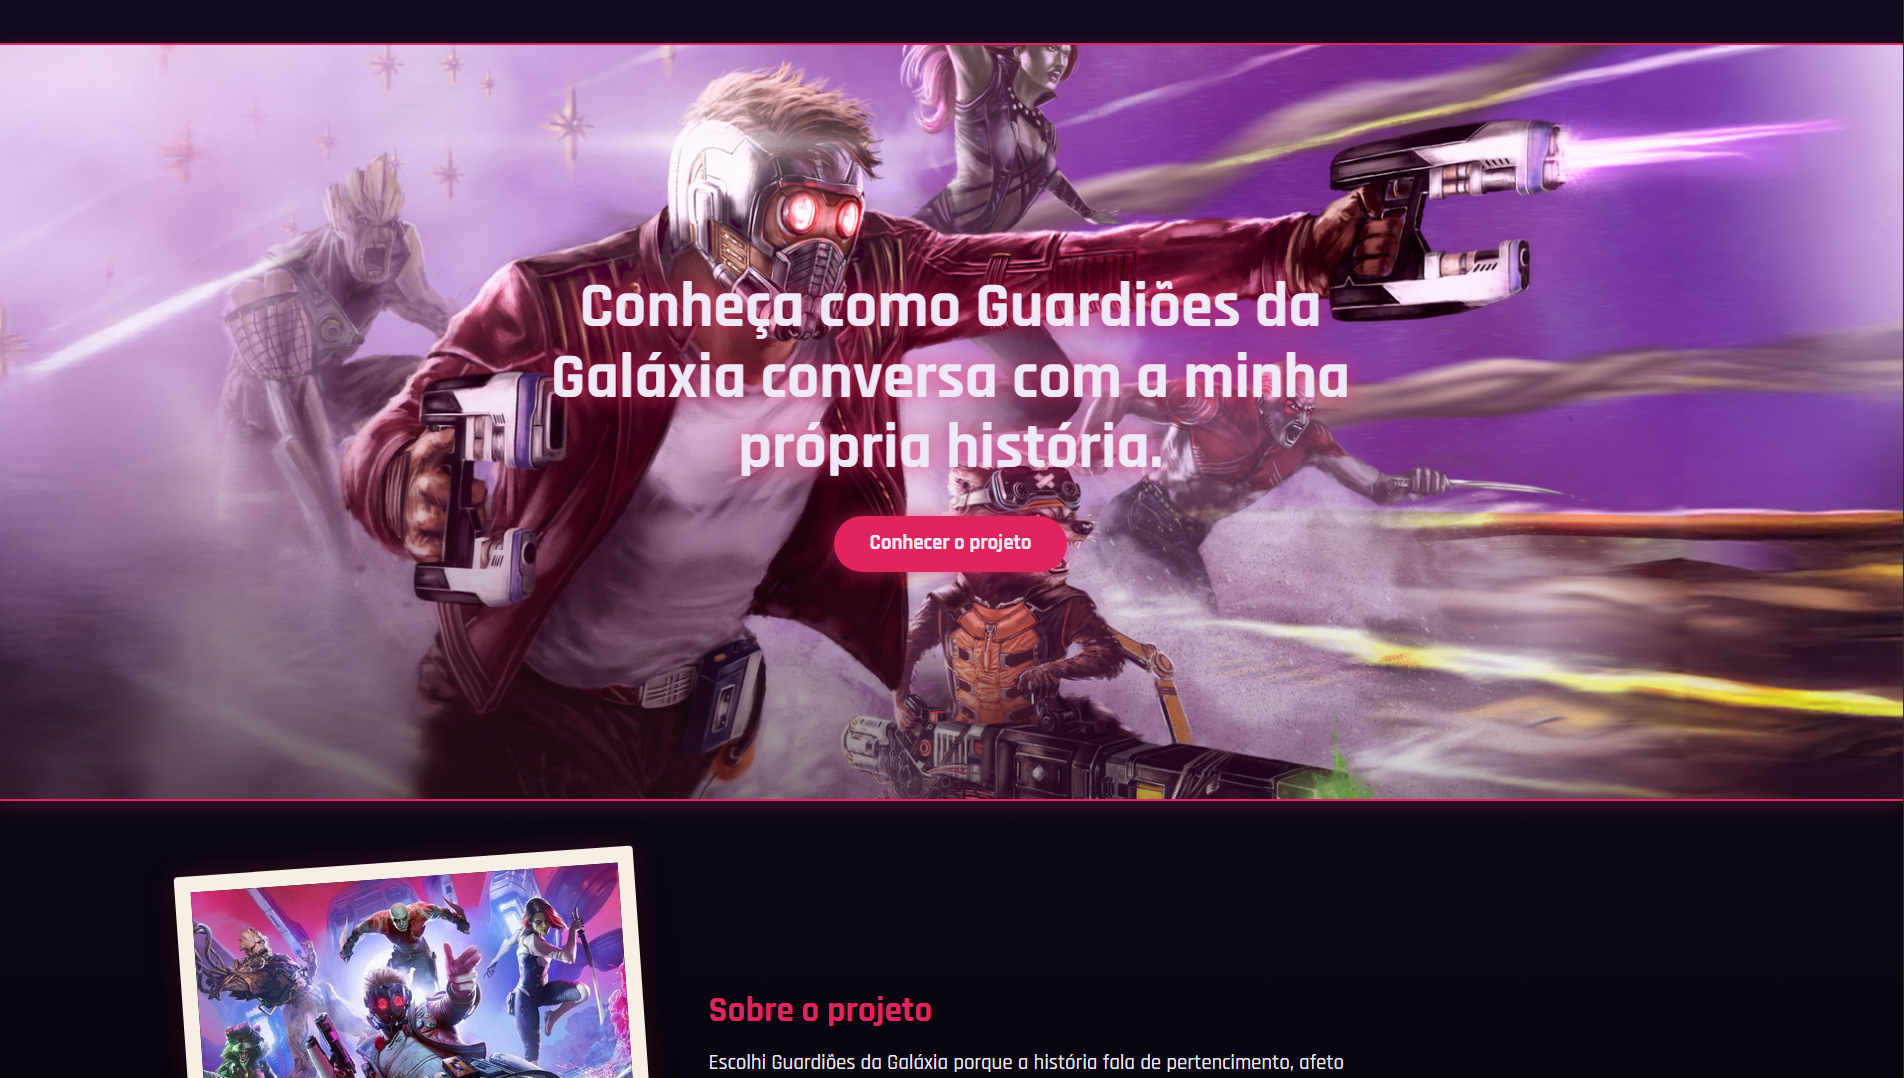 Conheça como Guardiões da
Galáxia conversa com a minha
própria história.
Conhecer o projeto
Sobre o projeto
Escolhi Guardiões da Galáxia porque a história fala de pertencimento, afeto